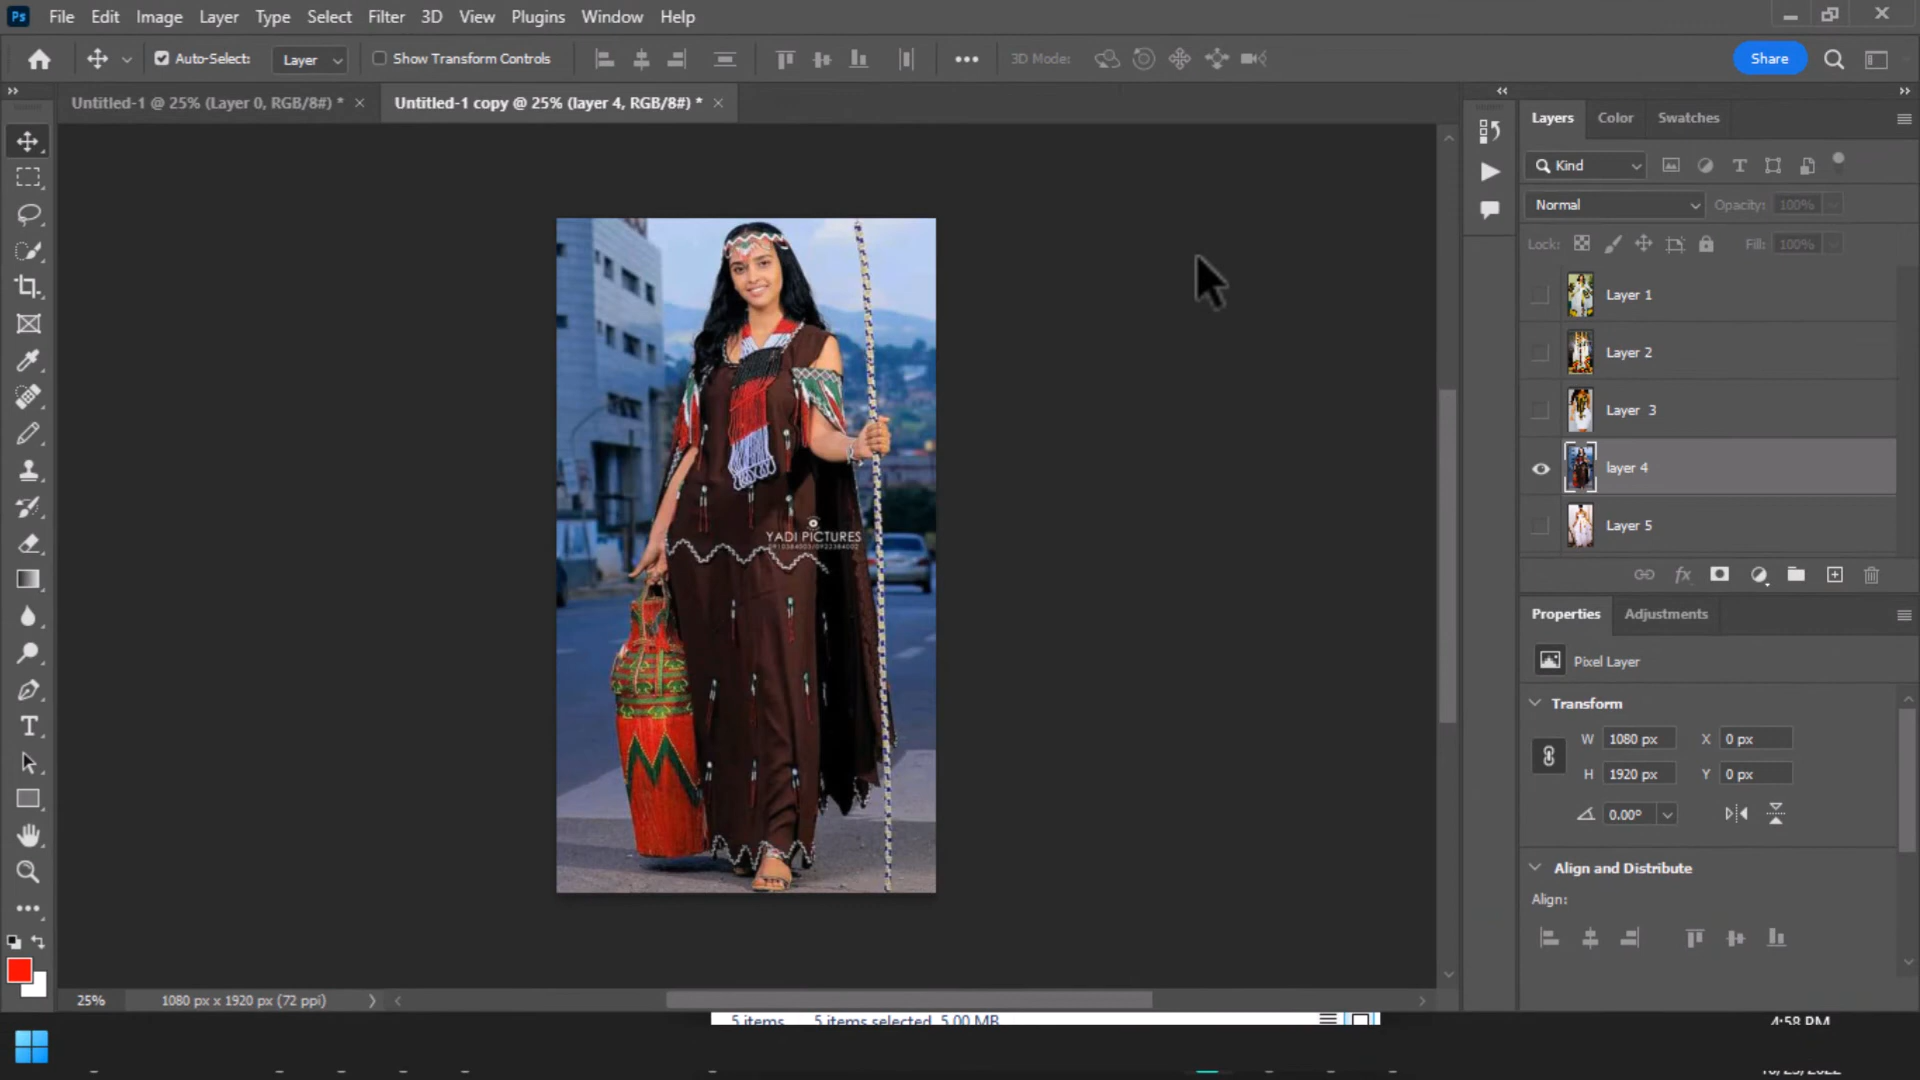 Ps File Edit Image Layer Type Select Filter 3D View Plugins Window Help
Auto-Select: Layer Show Transform Controls 3D Mode: Share
Untitled-1 @ 25% (Layer 0, RGB/8#) * Untitled-1 copy @ 25% (layer 4, RGB/8#) *
Layers Color Swatches
Kind
Normal Opacity: 100%
Lock: Fill: 100%
Layer 1
Layer 2
Layer 3
layer 4
Layer 5
YADI PICTURES
Properties Adjustments
Pixel Layer
Transform
W 1080 px X 0 px
H 1920 px Y 0 px
0.00°
Align and Distribute
Align:
25% 1080 px x 1920 px (72 ppi)
5 items 5 items selected 5.00 MB
4:58 PM